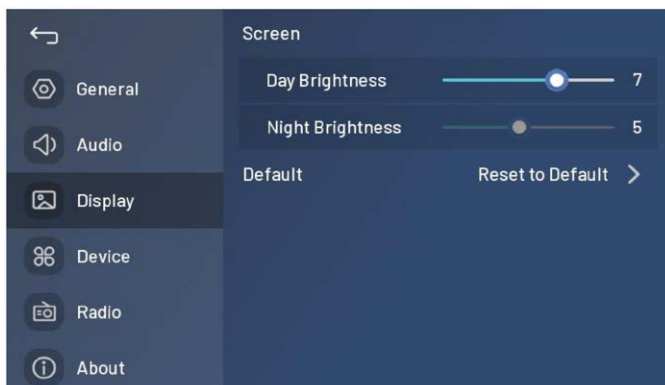 Screen
General
Day Brightness 7
Night Brightness 5
Audio
Default Reset to Default
Display
Device
Radio
About